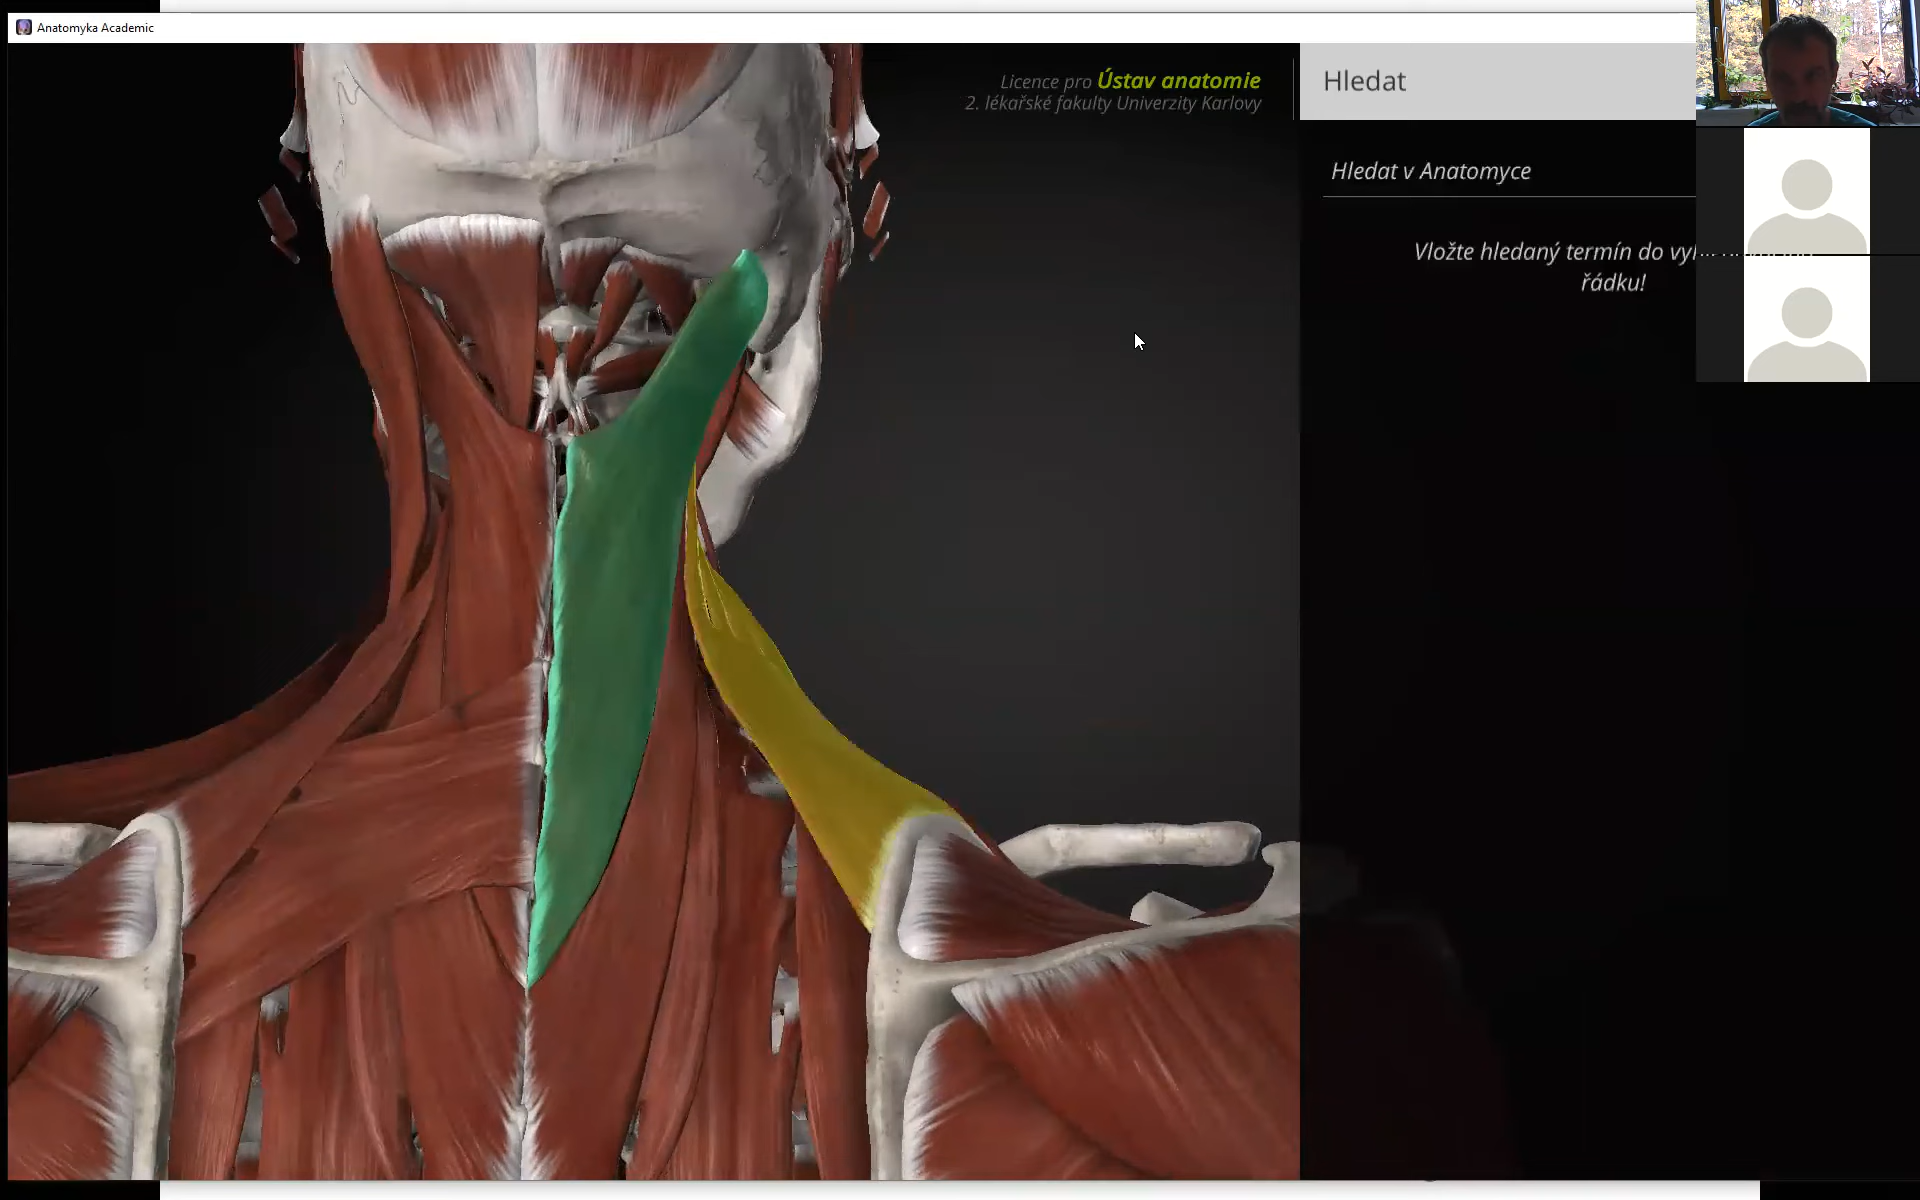 Anatomyka Academic
Licence pro Ústav anatomie
2. lékařské fakulty Univerzity Karlovy
Hledat
Hledat v Anatomyce
Vložte hledaný termín do
řádku!